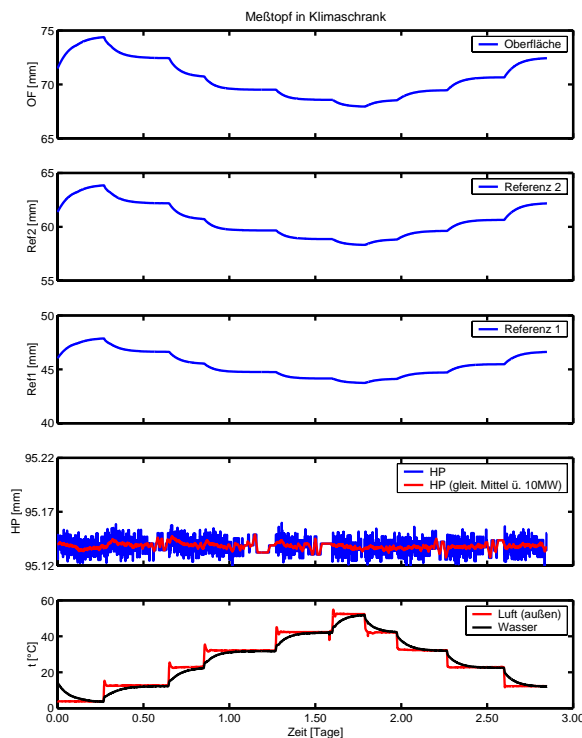 Meßtopf in Klimaschrank
75
70
65
OF [mm]
Oberfläche
65
60
55
Ref2 [mm]
Referenz 2
50
45
40
Ref1 [mm]
Referenz 1
95.22
95.17
95.12
HP [mm]
HP
HP (gleit. Mittel ü. 10MW)
60
40
20
0
t [°C]
Luft (außen)
Wasser
0.00 0.50 1.00 1.50 2.00 2.50 3.00
Zeit [Tage]